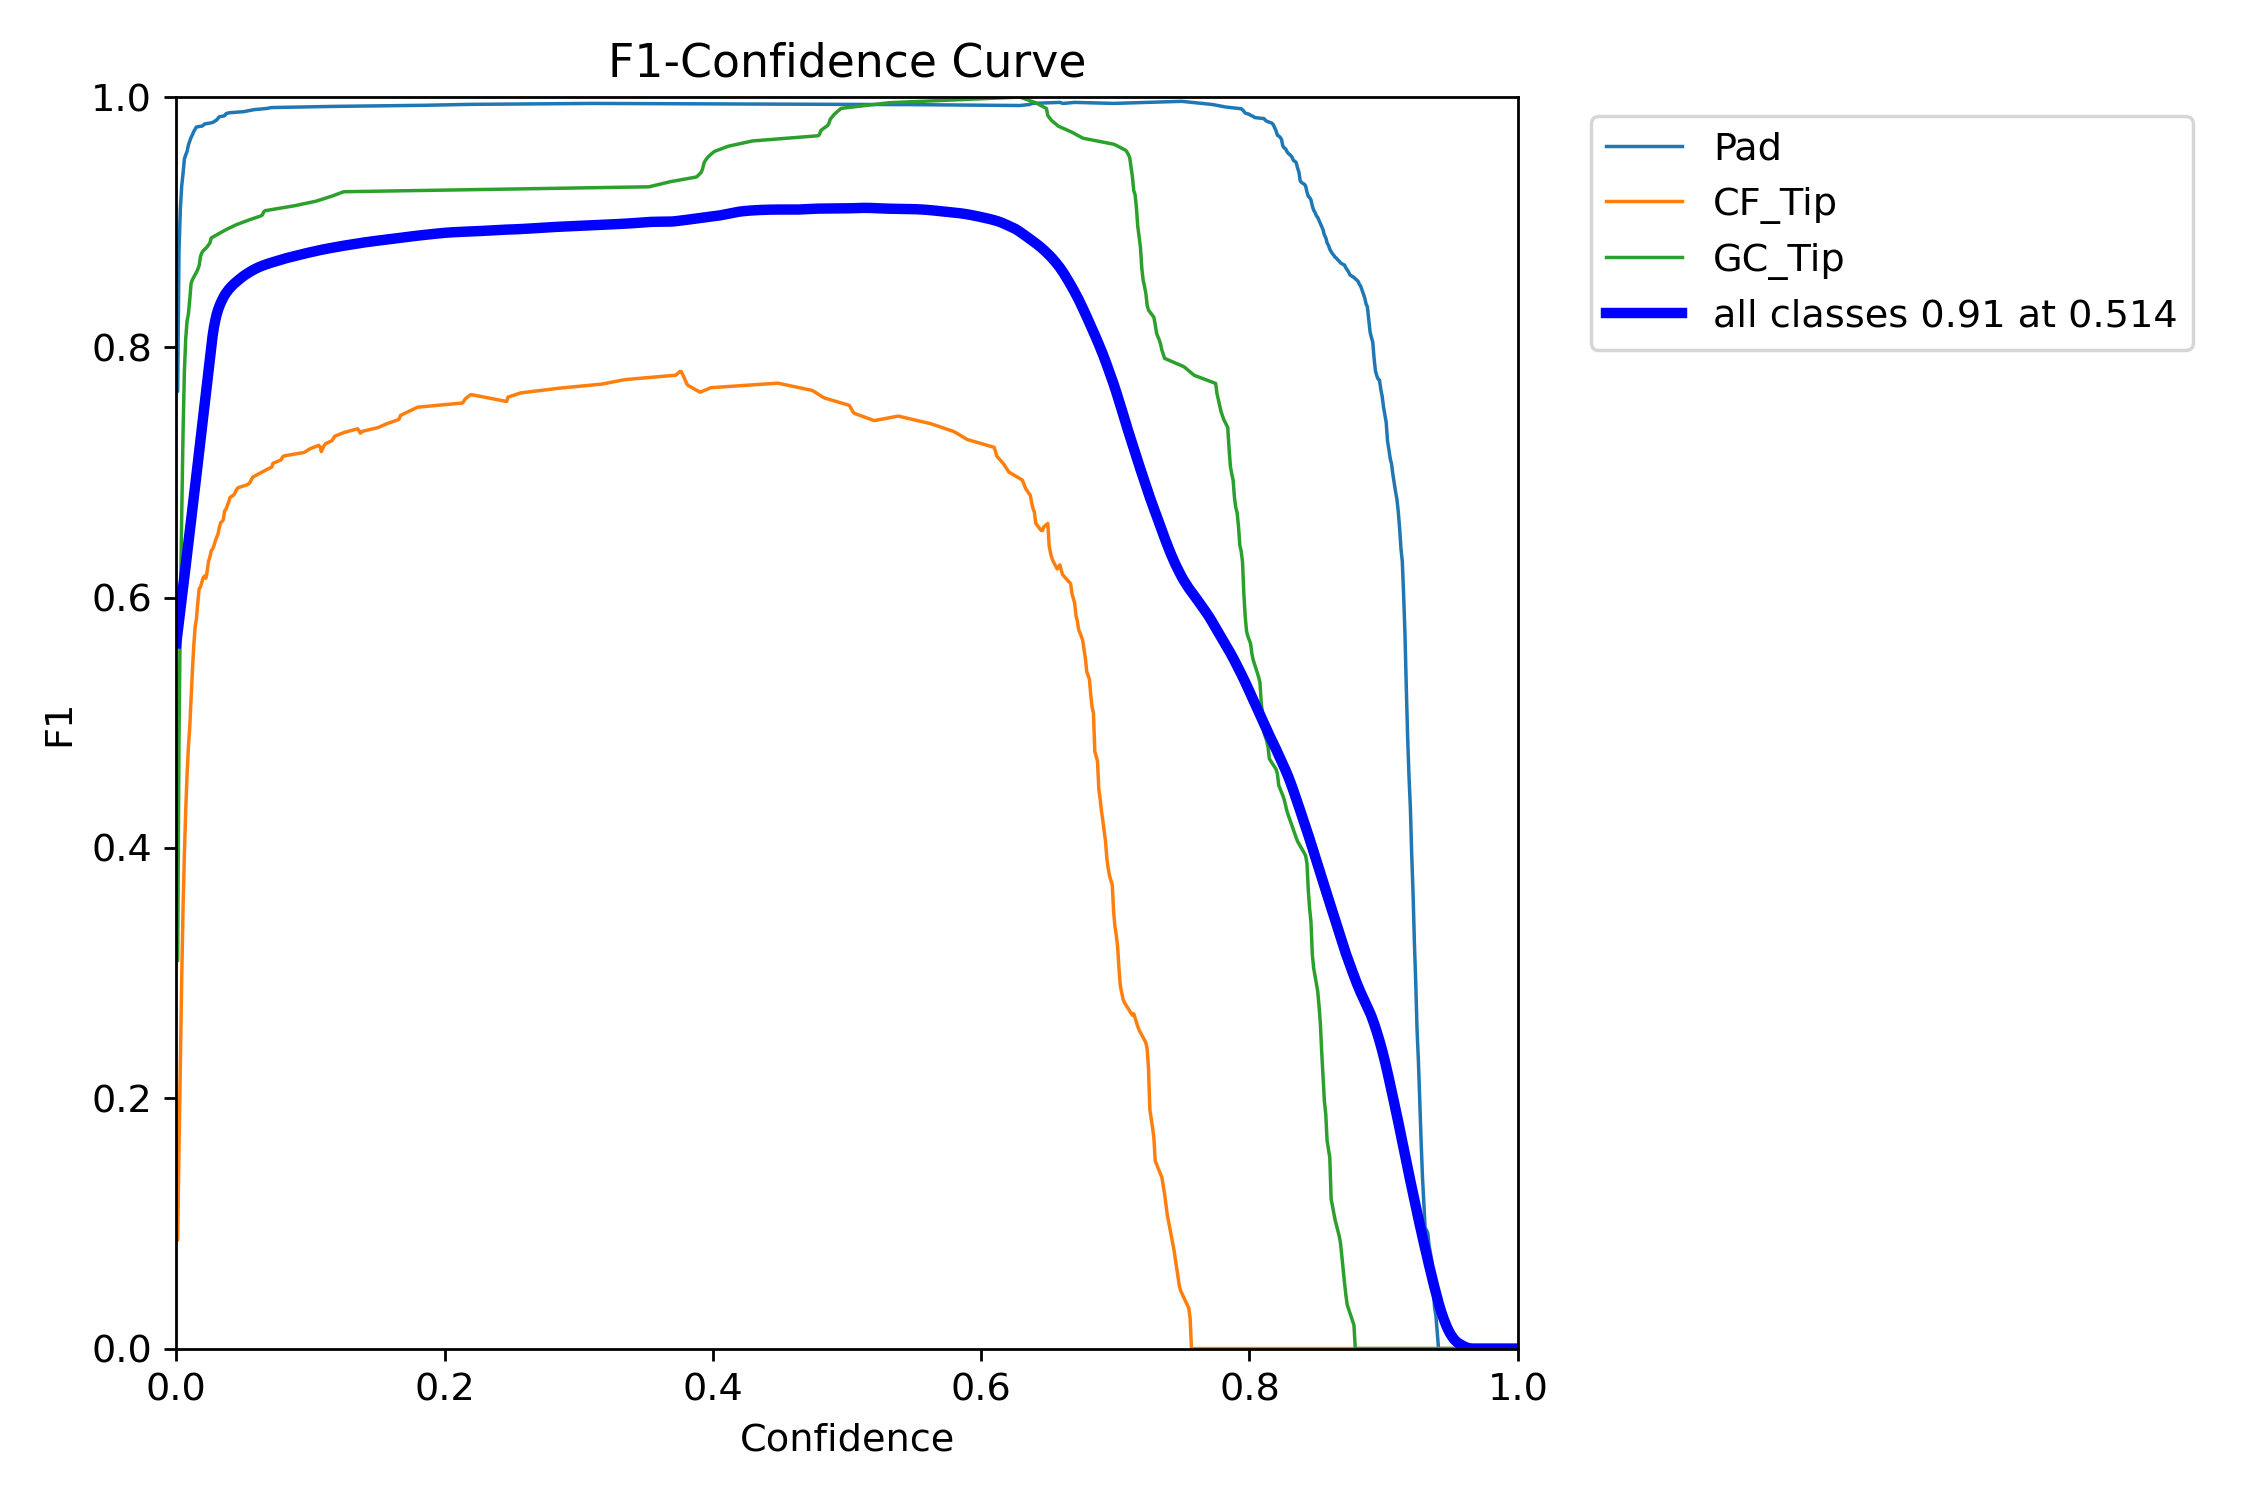 F1-Confidence Curve
1.0
0.8
0.6
0.4
0.2
0.0
F1
0.0 0.2 0.4 0.6 0.8 1.0
Confidence
Pad
CF_Tip
GC_Tip
all classes 0.91 at 0.514